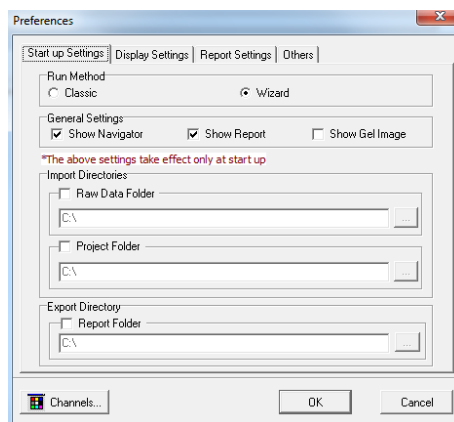 Preferences
Start up Settings Display Settings Report Settings Others
Run Method
Classic Wizard
General Settings
Show Navigator Show Report Show Gel Image
*The above settings take effect only at start up
Import Directories
Raw Data Folder
C:\
...
Project Folder
C:\
...
Export Directory
Report Folder
C:\
...
Channels... OK Cancel